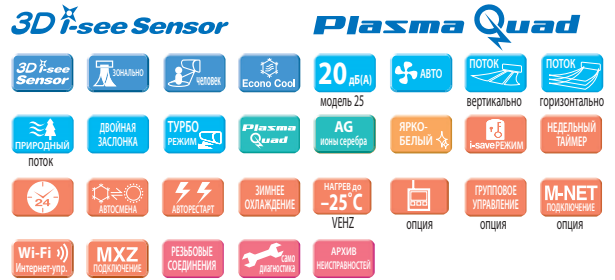 3D i-see Sensor
Plasma Quad
3D i-see
Sensor
ЗОНАЛЬНО
человек
Econo Cool
20 дБ(А)
модель 25
АВТО
ПОТОК
вертикально
ПОТОК
горизонтально
ПРИРОДНЫЙ
поток
ДВОЙНАЯ
ЗАСЛОНКА
ТУРБО
РЕЖИМ
Plasma
Quad
AG
ионы серебра
ЯРКО-
БЕЛЫЙ
i-save РЕЖИМ
НЕДЕЛЬНЫЙ
ТАЙМЕР
24
АВТОСМЕНА
АВТОРЕСТАРТ
ЗИМНЕЕ
ОХЛАЖДЕНИЕ
НАГРЕВ до
−25°C
VEHZ
опция
ГРУППОВОЕ
УПРАВЛЕНИЕ
опция
M-NET
ПОДКЛЮЧЕНИЕ
опция
Wi-Fi
Интернет-упр.
MXZ
ПОДКЛЮЧЕНИЕ
РЕЗЬБОВЫЕ
СОЕДИНЕНИЯ
само
диагностика
АРХИВ
НЕИСПРАВНОСТЕЙ